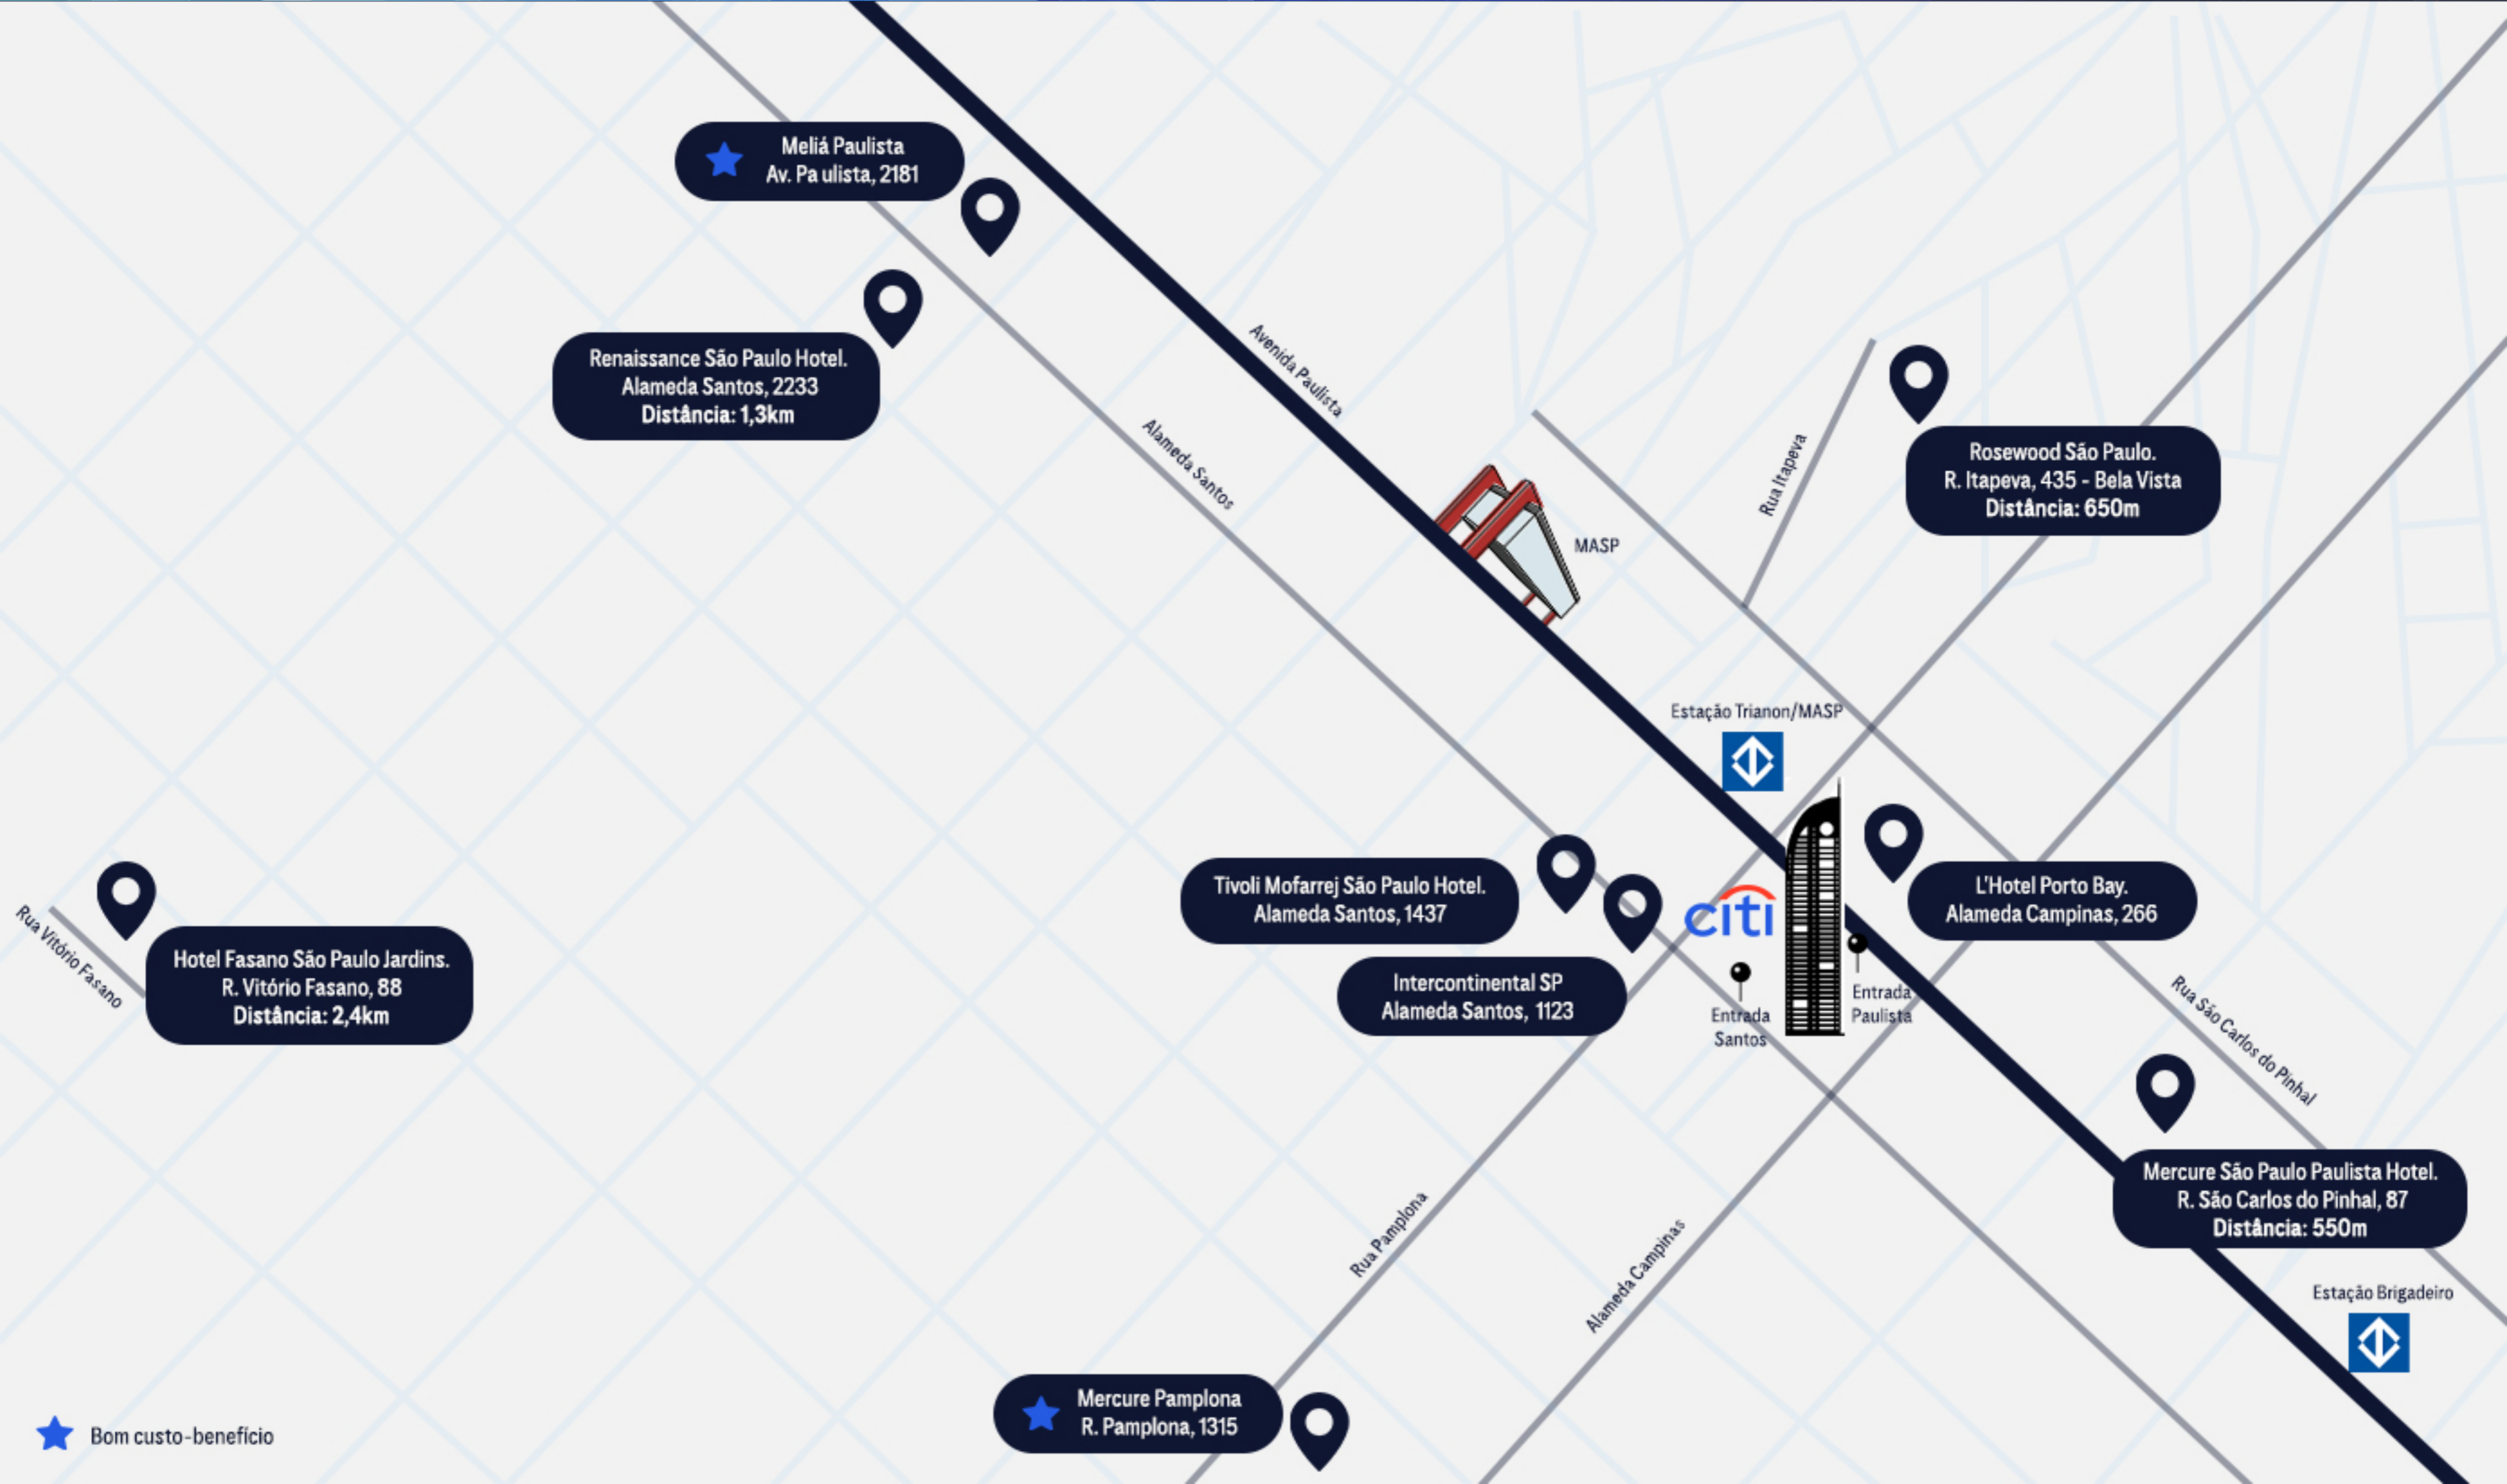 Meliá Paulista
Av. Pa ulista, 2181
Renaissance São Paulo Hotel.
Alameda Santos, 2233
Distância: 1,3km
Avenida Paulista
Alameda Santos
MASP
Rua Itapeva
Rosewood São Paulo.
R. Itapeva, 435 - Bela Vista
Distância: 650m
Estação Trianon/MASP
Rua Vitório Fasano
Hotel Fasano São Paulo Jardins.
R. Vitório Fasano, 88
Distância: 2,4km
Tivoli Mofarrej São Paulo Hotel.
Alameda Santos, 1437
Intercontinental SP
Alameda Santos, 1123
citi
Entrada
Santos
Entrada
Paulista
L'Hotel Porto Bay.
Alameda Campinas, 266
Rua São Carlos do Pinhal
Mercure São Paulo Paulista Hotel.
R. São Carlos do Pinhal, 87
Distância: 550m
Estação Brigadeiro
Rua Pamplona
Alameda Campinas
Mercure Pamplona
R. Pamplona, 1315
Bom custo-benefício